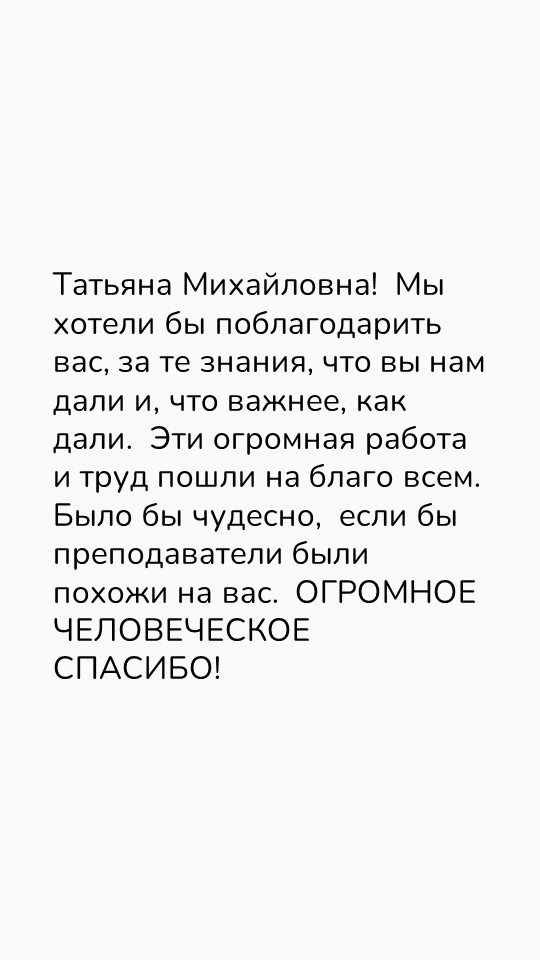 Татьяна Михайловна!  Мы
хотели бы поблагодарить
вас, за те знания, что вы нам
дали и, что важнее, как
дали.  Эти огромная работа
и труд пошли на благо всем.
Было бы чудесно,  если бы
преподаватели были
похожи на вас.  ОГРОМНОЕ
ЧЕЛОВЕЧЕСКОЕ
СПАСИБО!